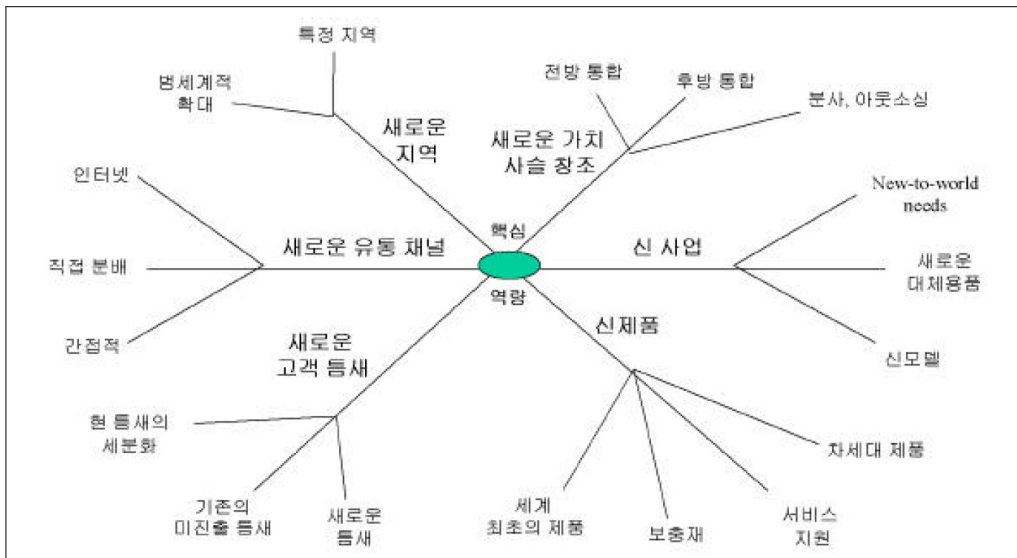 특정 지역
범세계적
확대
새로운
지역
전방 통합
후방 통합
분사, 아웃소싱
새로운 가치
사슬 창조
인터넷
직접 분배
간접적
새로운 유통 채널
핵심
역량
신 사업
New-to-world
needs
새로운
대체용품
신모델
새로운
고객 틈새
현 틈새의
세분화
기존의
미진출 틈새
새로운
틈새
신제품
세계
최초의 제품
보충재
서비스
지원
차세대 제품